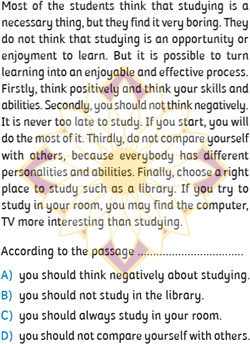 Most of the students think that studying is a
necessary thing, but they find it very boring. They
do not think that studying is an opportunity or
enjoyment to learn. But it is possible to turn
learning into an enjoyable and effective process.
Firstly, think positively and think your skills and
abilities. Secondly, you should not think negatively.
It is never too late to study. If you start, you will
do the most of it. Thirdly, do not compare yourself
with others, because everybody has different
personalities and abilities. Finally, choose a right
place to study such as a library. If you try to
study in your room, you may find the computer,
TV more interesting than studying.
According to the passage ..................................
A) you should think negatively about studying.
B) you should not study in the library.
C) you should always study in your room.
D) you should not compare yourself with others.